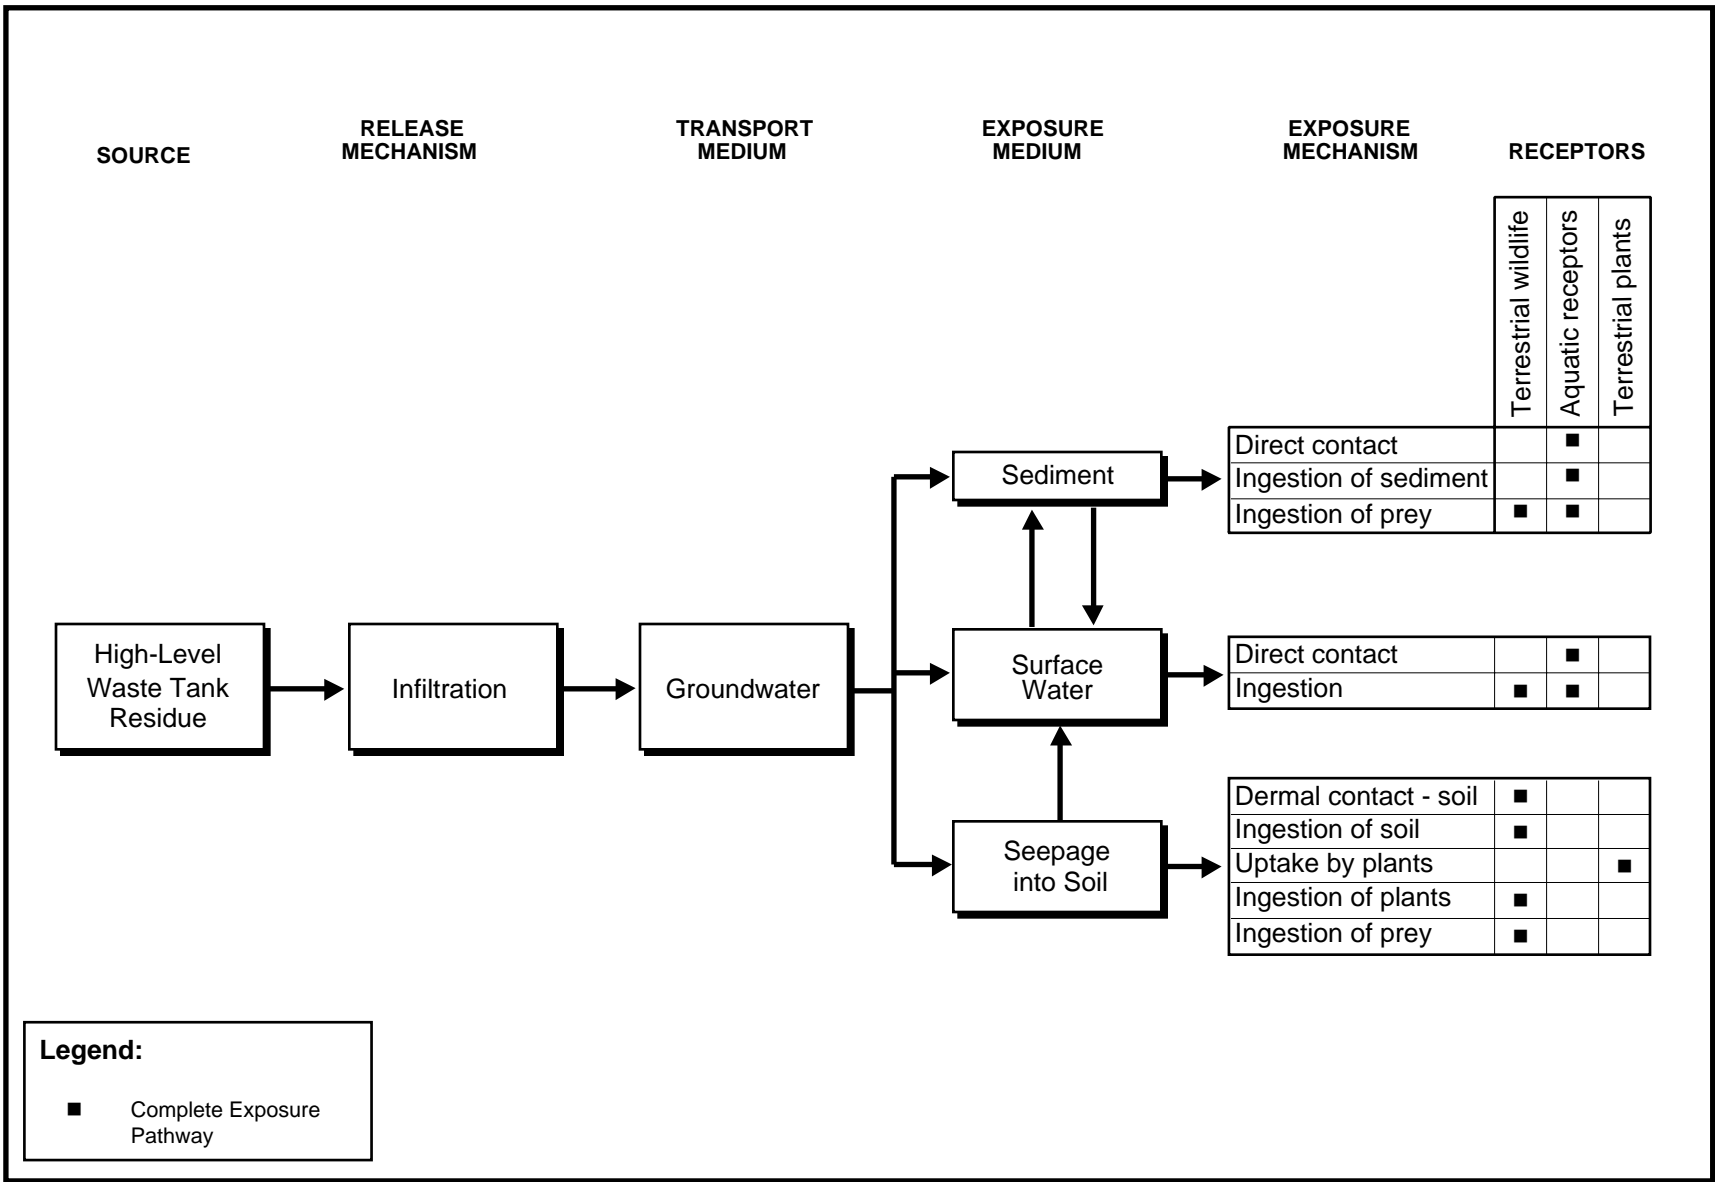 SOURCE
RELEASE
MECHANISM
TRANSPORT
MEDIUM
EXPOSURE
MEDIUM
EXPOSURE
MECHANISM
RECEPTORS
Terrestrial wildlife
Aquatic receptors
Terrestrial plants
Direct contact
Ingestion of sediment
Ingestion of prey
Sediment
High-Level
Waste Tank
Residue
Infiltration
Groundwater
Surface
Water
Direct contact
Ingestion
Seepage
into Soil
Dermal contact - soil
Ingestion of soil
Uptake by plants
Ingestion of plants
Ingestion of prey
Legend:
Complete Exposure
Pathway